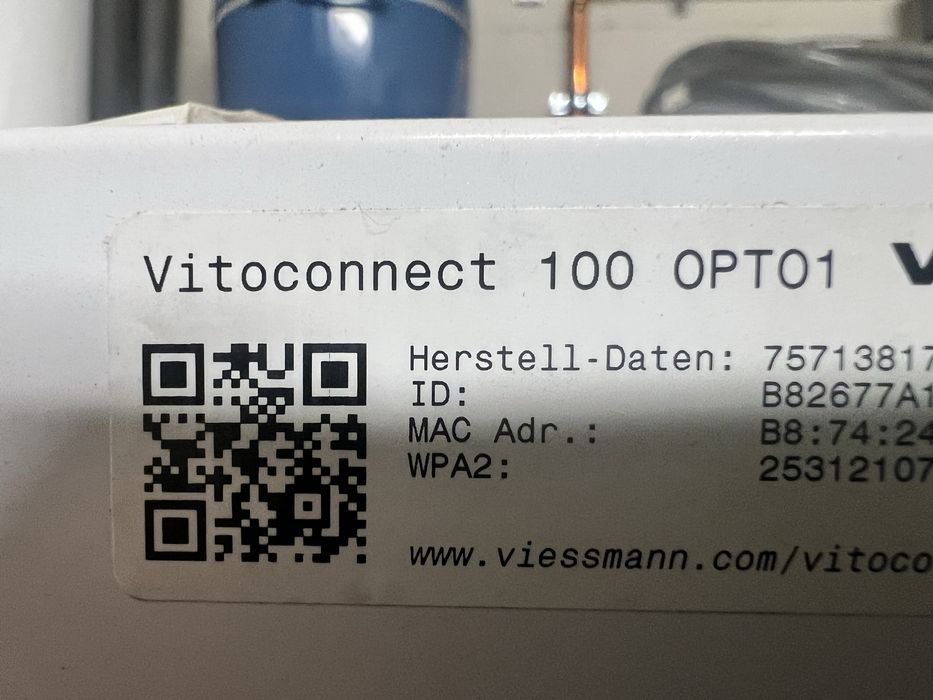 Vitoconnect 100 OPTO1 V
Herstell-Daten: 75713817
ID: B82677A1
MAC Adr.: B8:74:24
WPA2: 25312107
www.viessmann.com/vitoco